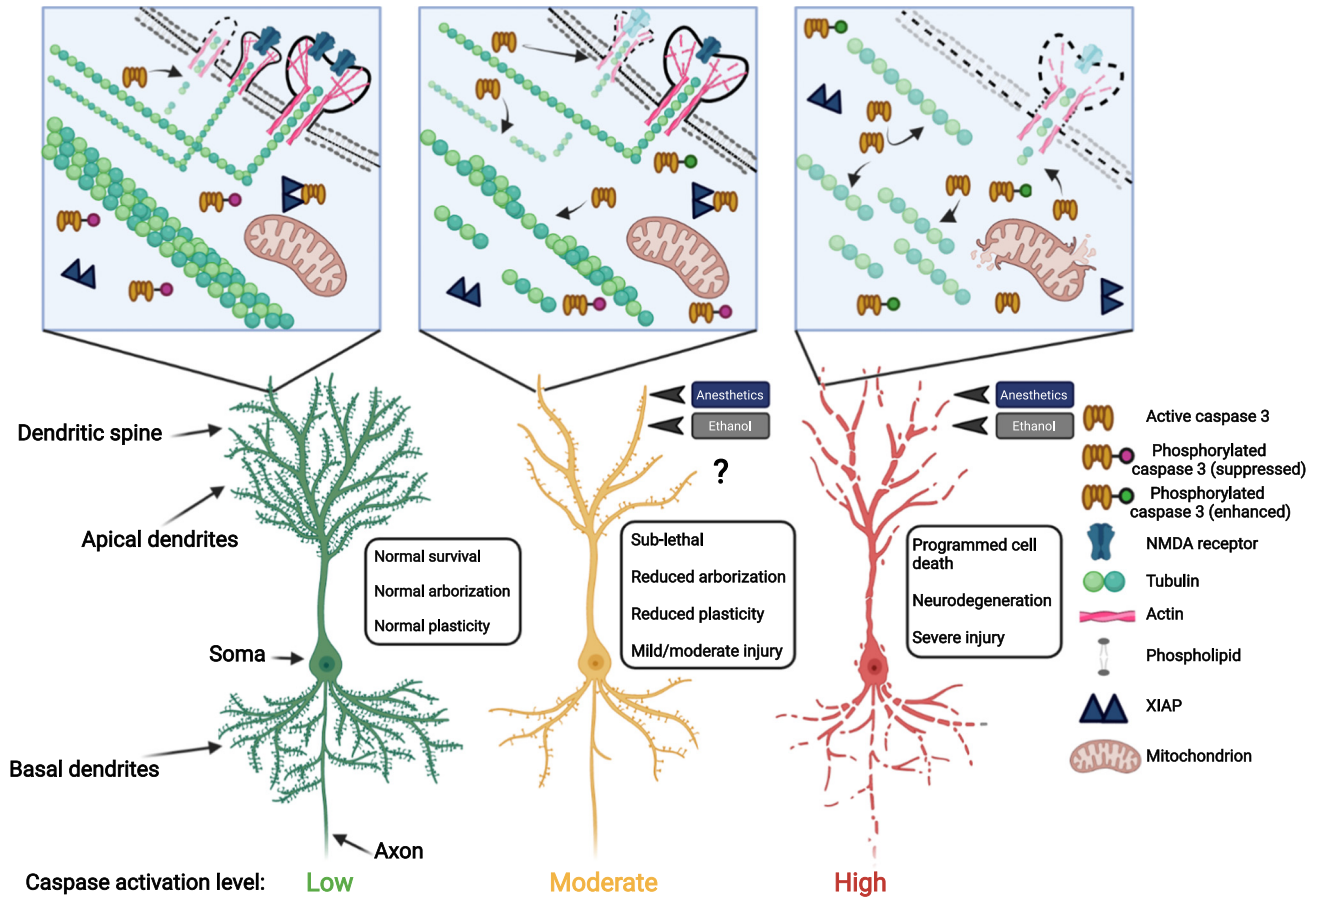 Anesthetics
Ethanol
?
Anesthetics
Ethanol
Dendritic spine
Apical dendrites
Soma
Basal dendrites
Axon
Normal survival
Normal arborization
Normal plasticity
Sub-lethal
Reduced arborization
Reduced plasticity
Mild/moderate injury
Programmed cell
death
Neurodegeneration
Severe injury
Active caspase 3
Phosphorylated
caspase 3 (suppressed)
Phosphorylated
caspase 3 (enhanced)
NMDA receptor
Tubulin
Actin
Phospholipid
XIAP
Mitochondrion
Caspase activation level: Low Moderate High